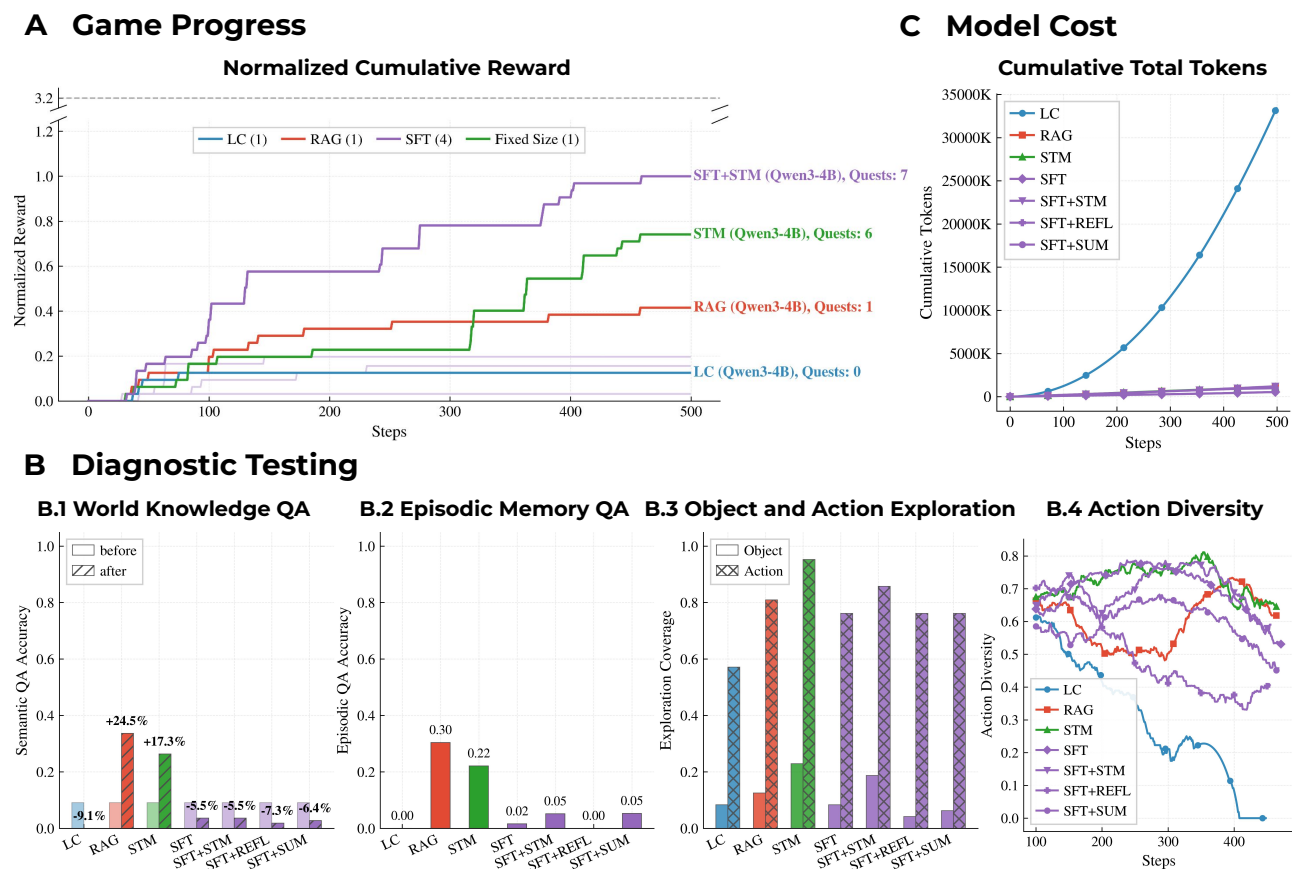 A Game Progress
Normalized Cumulative Reward
3.2
1.2
1.0
0.8
0.6
0.4
0.2
0.0
Normalized Reward
LC (1)
RAG (1)
SFT (4)
Fixed Size (1)
SFT+STM (Qwen3-4B), Quests: 7
STM (Qwen3-4B), Quests: 6
RAG (Qwen3-4B), Quests: 1
LC (Qwen3-4B), Quests: 0
0 100 200 300 400 500
Steps
C Model Cost
Cumulative Total Tokens
35000K
30000K
25000K
20000K
15000K
10000K
5000K
0
Cumulative Tokens
LC
RAG
STM
SFT
SFT+STM
SFT+REFL
SFT+SUM
0 100 200 300 400 500
Steps
B Diagnostic Testing
B.1 World Knowledge QA
1.0
0.8
0.6
0.4
0.2
0.0
Semantic QA Accuracy
before
after
-9.1%
+24.5%
+17.3%
-5.5%
-5.5%
-7.3%
-6.4%
LC
RAG
STM
SFT
SFT+STM
SFT+REFL
SFT+SUM
B.2 Episodic Memory QA
1.0
0.8
0.6
0.4
0.2
0.0
Episodic QA Accuracy
0.00
0.30
0.22
0.02
0.05
0.00
0.05
LC
RAG
STM
SFT
SFT+STM
SFT+REFL
SFT+SUM
B.3 Object and Action Exploration
1.0
0.8
0.6
0.4
0.2
0.0
Exploration Coverage
Object
Action
LC
RAG
STM
SFT
SFT+STM
SFT+REFL
SFT+SUM
B.4 Action Diversity
0.8
0.7
0.6
0.5
0.4
0.3
0.2
0.1
0.0
Action Diversity
LC
RAG
STM
SFT
SFT+STM
SFT+REFL
SFT+SUM
100 200 300 400
Steps